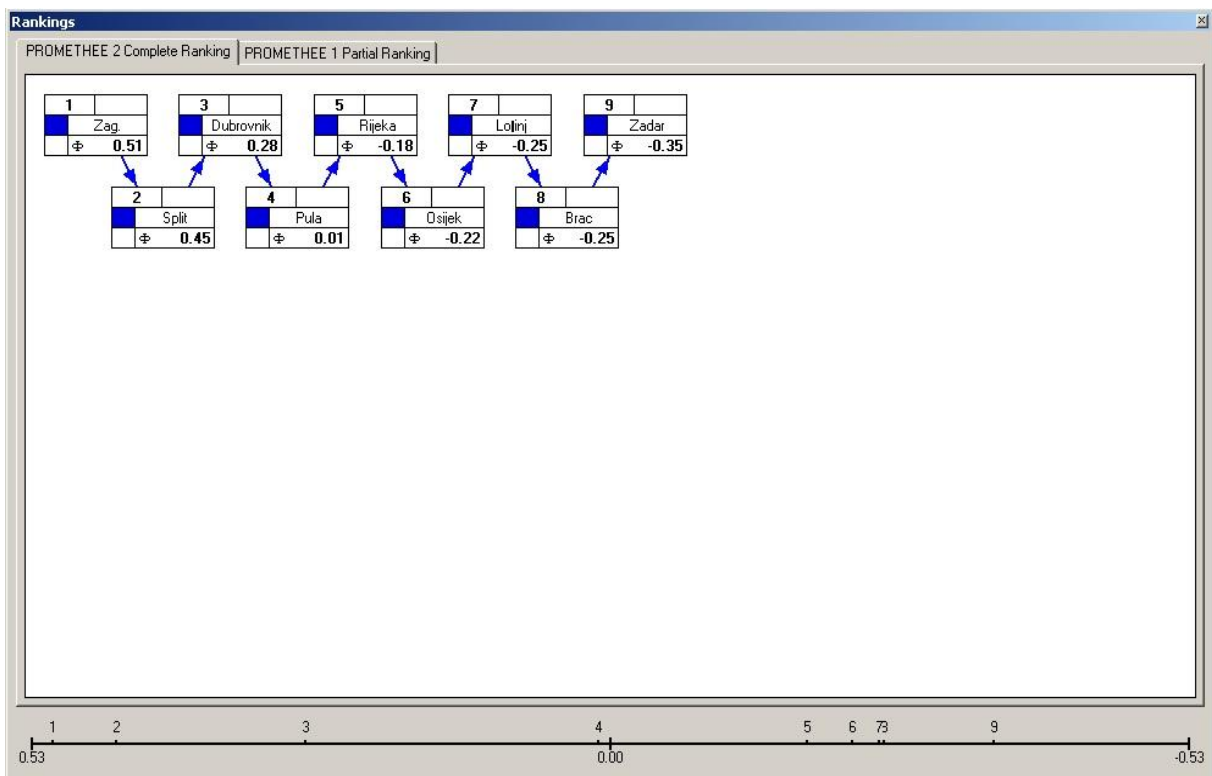 Rankings
PROMETHEE 2 Complete Ranking PROMETHEE 1 Partial Ranking
1 3 5 7 9
Zag. Dubrovnik Rijeka Lolinj Zadar
Φ 0.51 Φ 0.28 Φ -0.18 Φ -0.25 Φ -0.35
2 4 6 8
Split Pula Osijek Brac
Φ 0.45 Φ 0.01 Φ -0.22 Φ -0.25
1 2 3 4 5 6 7 9
0.53 0.00 -0.53